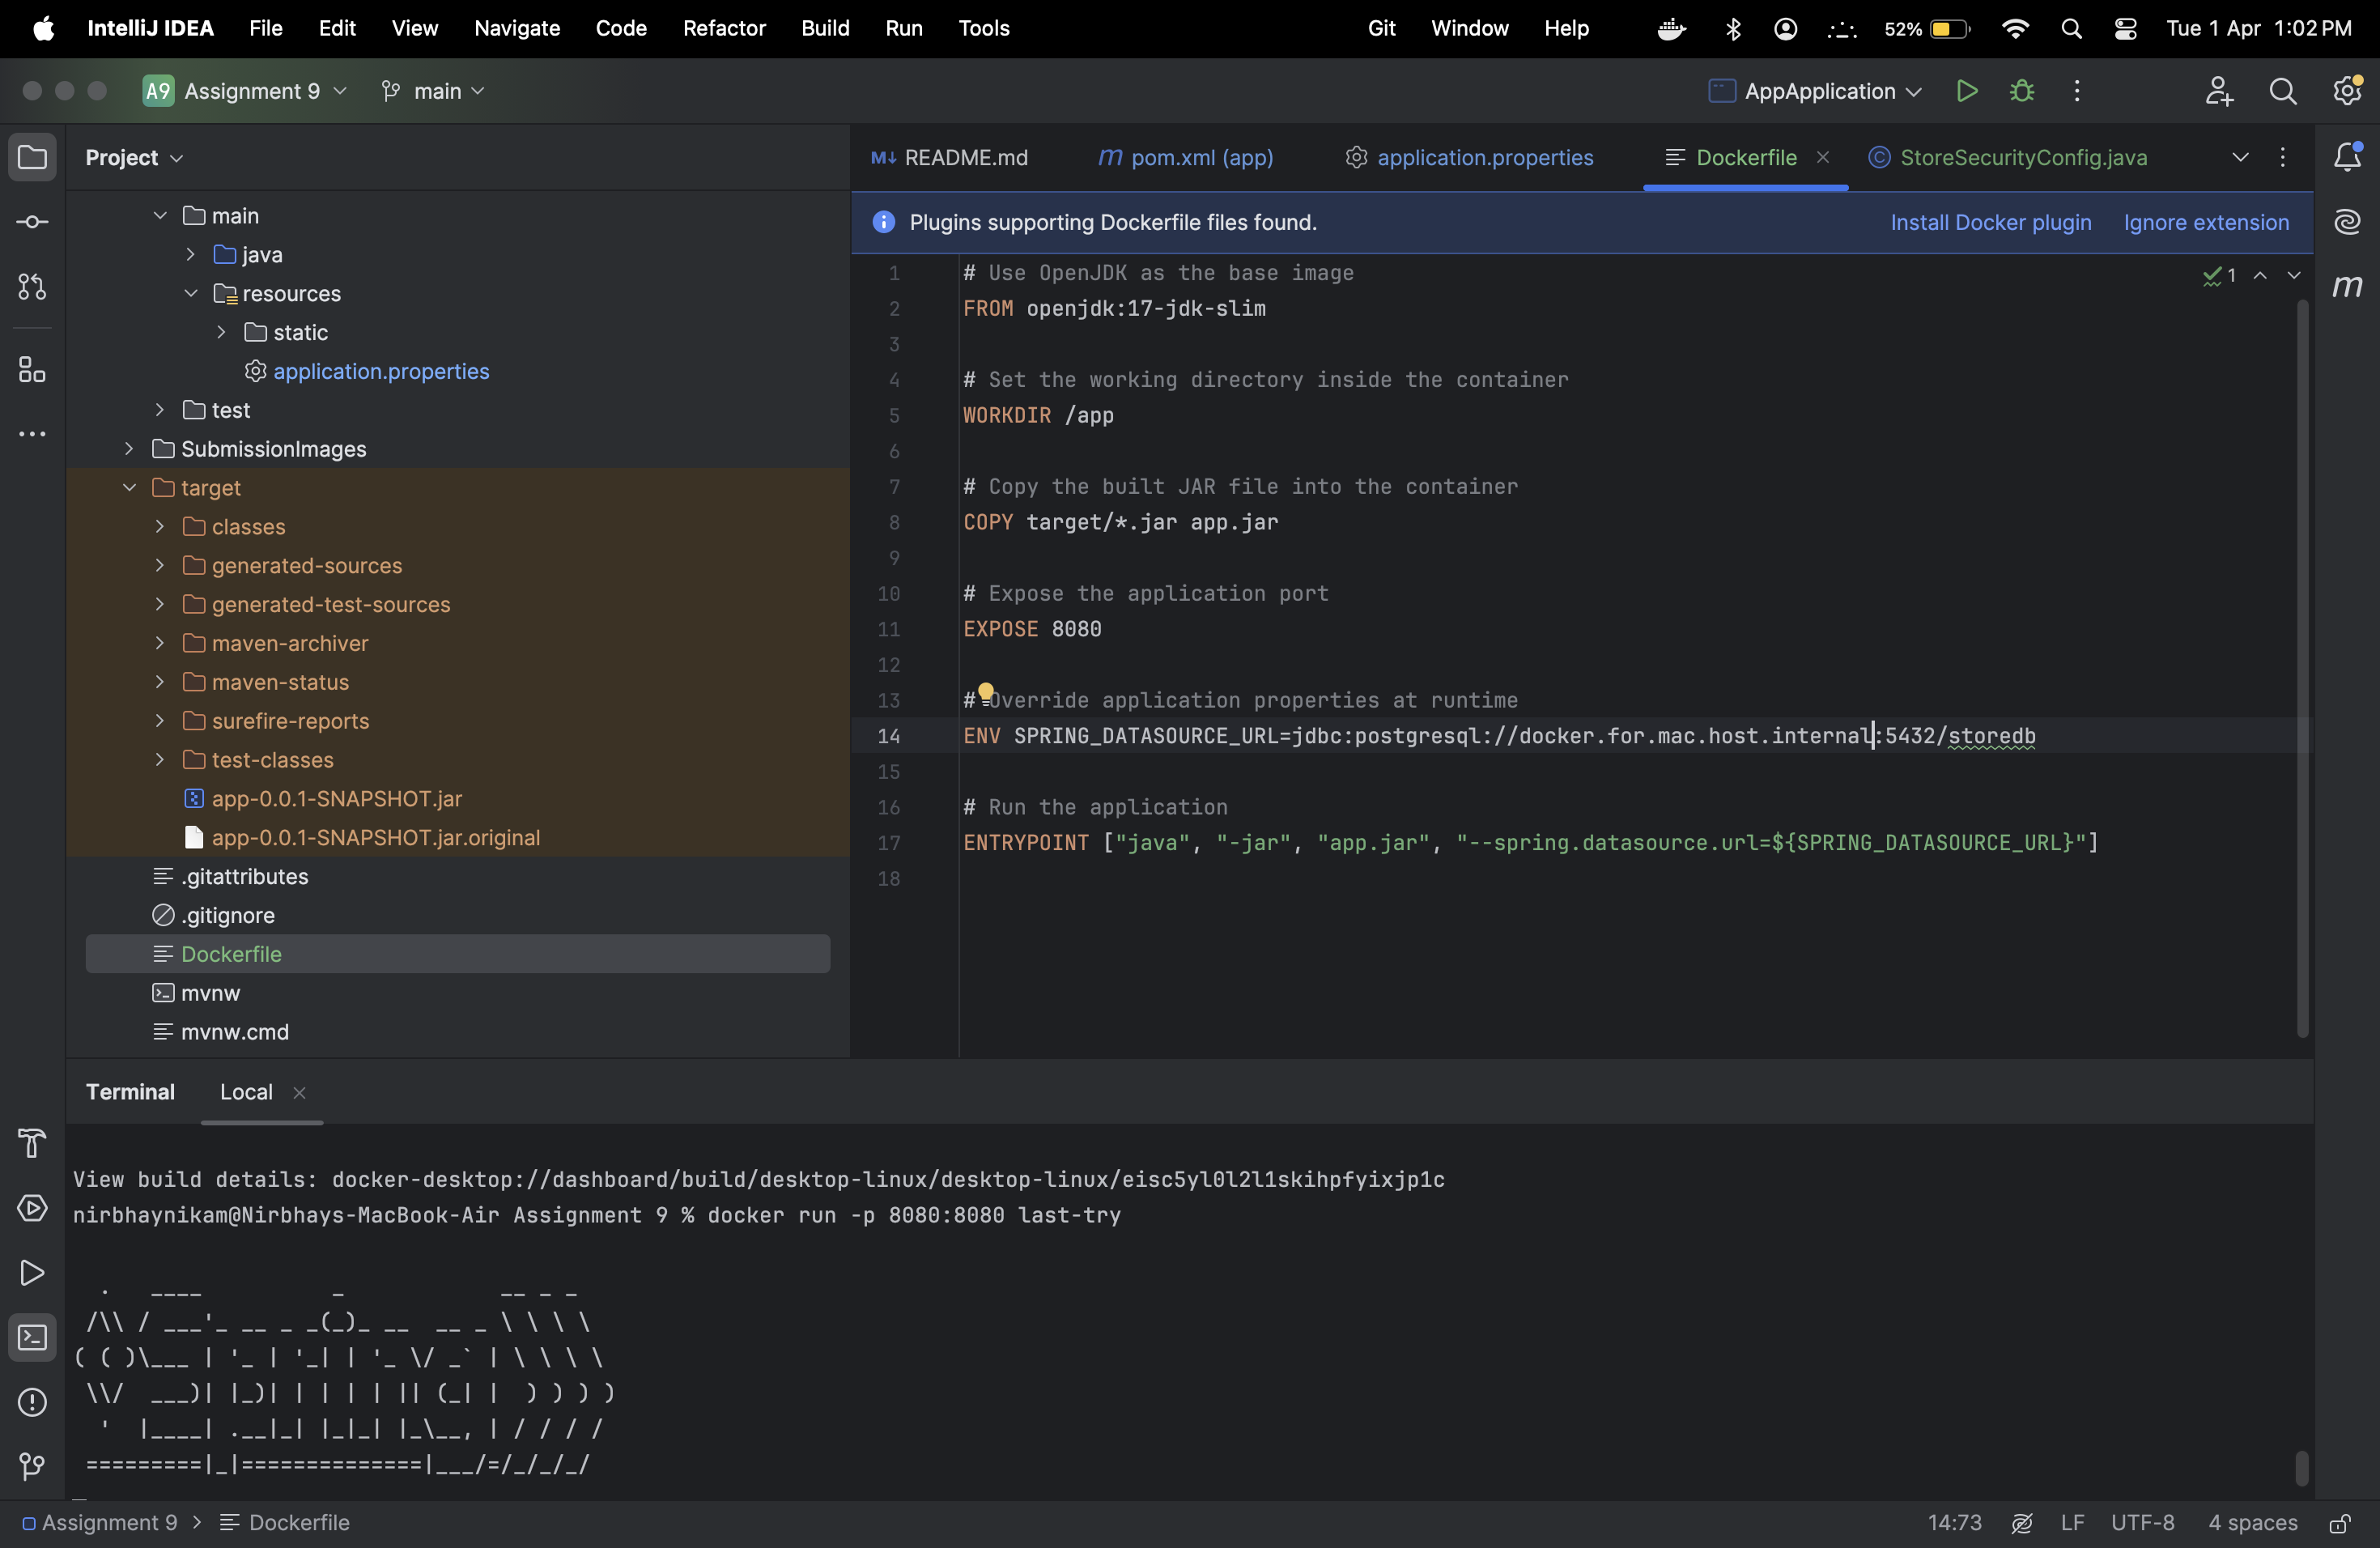 IntelliJ IDEA File Edit View Navigate Code Refactor Build Run Tools Git Window Help 52% Tue 1 Apr 1:02 PM
A9 Assignment 9 main AppApplication
Project
main
java
resources
static
application.properties
test
SubmissionImages
target
classes
generated-sources
generated-test-sources
maven-archiver
maven-status
surefire-reports
test-classes
app-0.0.1-SNAPSHOT.jar
app-0.0.1-SNAPSHOT.jar.original
.gitattributes
.gitignore
Dockerfile
mvnw
mvnw.cmd
M↓ README.md m pom.xml (app) application.properties Dockerfile C StoreSecurityConfig.java
Plugins supporting Dockerfile files found. Install Docker plugin Ignore extension
1 # Use OpenJDK as the base image
2 FROM openjdk:17-jdk-slim
3
4 # Set the working directory inside the container
5 WORKDIR /app
6
7 # Copy the built JAR file into the container
8 COPY target/*.jar app.jar
9
10 # Expose the application port
11 EXPOSE 8080
12
13 # Override application properties at runtime
14 ENV SPRING_DATASOURCE_URL=jdbc:postgresql://docker.for.mac.host.internal:5432/storedb
15
16 # Run the application
17 ENTRYPOINT ["java", "-jar", "app.jar", "--spring.datasource.url=${SPRING_DATASOURCE_URL}"]
18
1
m
Terminal Local
View build details: docker-desktop://dashboard/build/desktop-linux/desktop-linux/eisc5yl0l2l1skihpfyixjp1c
nirbhaynikam@Nirbhays-MacBook-Air Assignment 9 % docker run -p 8080:8080 last-try
  .   ____          _            __ _ _
 /\\ / ___'_ __ _ _(_)_ __  __ _ \ \ \ \
( ( )\___ | '_ | '_| | '_ \/ _` | \ \ \ \
 \\/  ___)| |_)| | | | | || (_| |  ) ) ) )
  '  |____| .__|_| |_|_| |_\__, | / / / /
 =========|_|==============|___/=/_/_/_/
Assignment 9 > Dockerfile 14:73 LF UTF-8 4 spaces